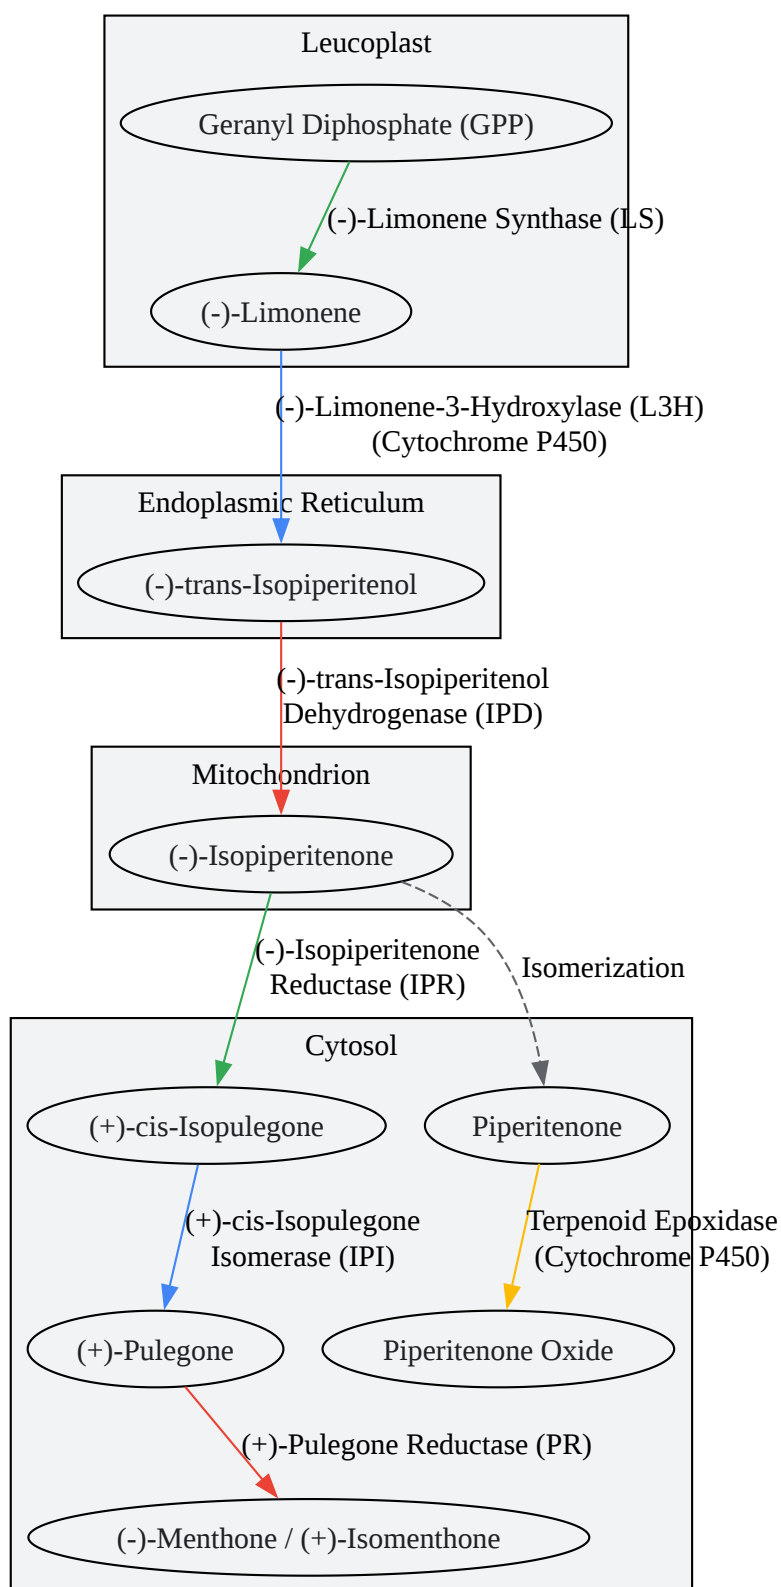 Leucoplast
Geranyl Diphosphate (GPP)
(-)-Limonene Synthase (LS)
(-)-Limonene
(-)-Limonene-3-Hydroxylase (L3H)
(Cytochrome P450)
Endoplasmic Reticulum
(-)-trans-Isopiperitenol
(-)-trans-Isopiperitenol
Dehydrogenase (IPD)
Mitochondrion
(-)-Isopiperitenone
(-)-Isopiperitenone
Reductase (IPR)
Isomerization
Cytosol
(+)-cis-Isopulegone
Piperitenone
(+)-cis-Isopulegone
Isomerase (IPI)
Terpenoid Epoxidase
(Cytochrome P450)
(+)-Pulegone
Piperitenone Oxide
(+)-Pulegone Reductase (PR)
(-)-Menthone / (+)-Isomenthone